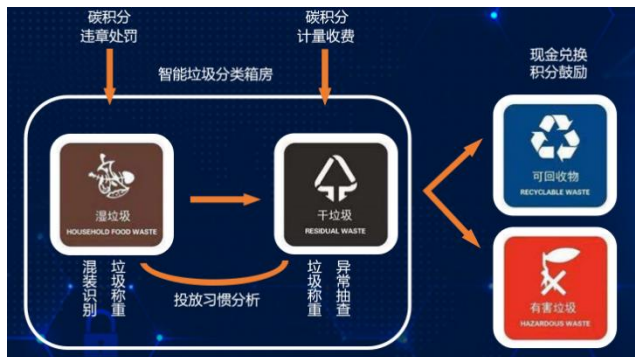 碳积分
违章处罚
碳积分
计量收费
智能垃圾分类箱房
现金兑换
积分鼓励
湿垃圾
HOUSEHOLD FOOD WASTE
干垃圾
RESIDUAL WASTE
可回收物
RECYCLABLE WASTE
混装识别
垃圾称重
投放习惯分析
垃圾称重
异常抽查
有害垃圾
HAZARDOUS WASTE